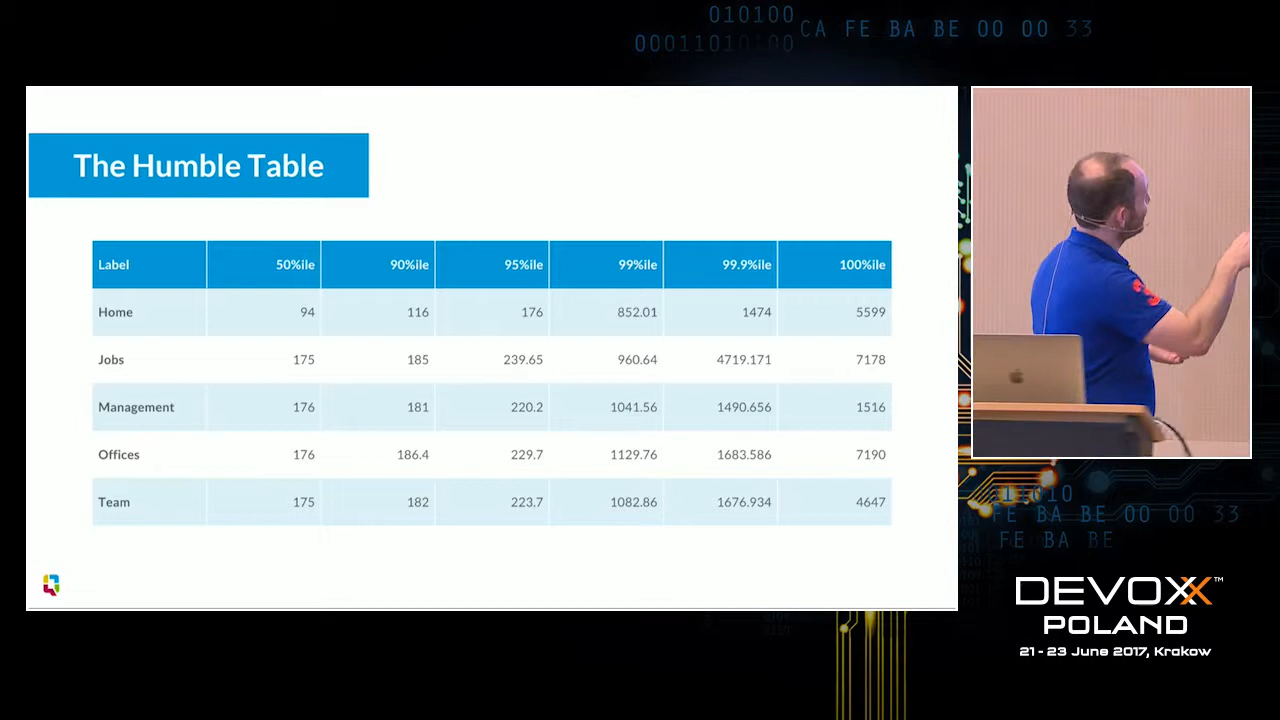 010100
CA FE BA BE 00 00 33
00011010100
The Humble Table
Label 50%ile 90%ile 95%ile 99%ile 99.9%ile 100%ile
Home 94 116 176 852.01 1474 5599
Jobs 175 185 239.65 960.64 4719.171 7178
Management 176 181 220.2 1041.56 1490.656 1516
Offices 176 186.4 229.7 1129.76 1683.586 7190
Team 175 182 223.7 1082.86 1676.934 4647
011010
FE BA BE 00 00 33
FE BA BE
DEVOXX™
POLAND
21 - 23 June 2017, Krakow